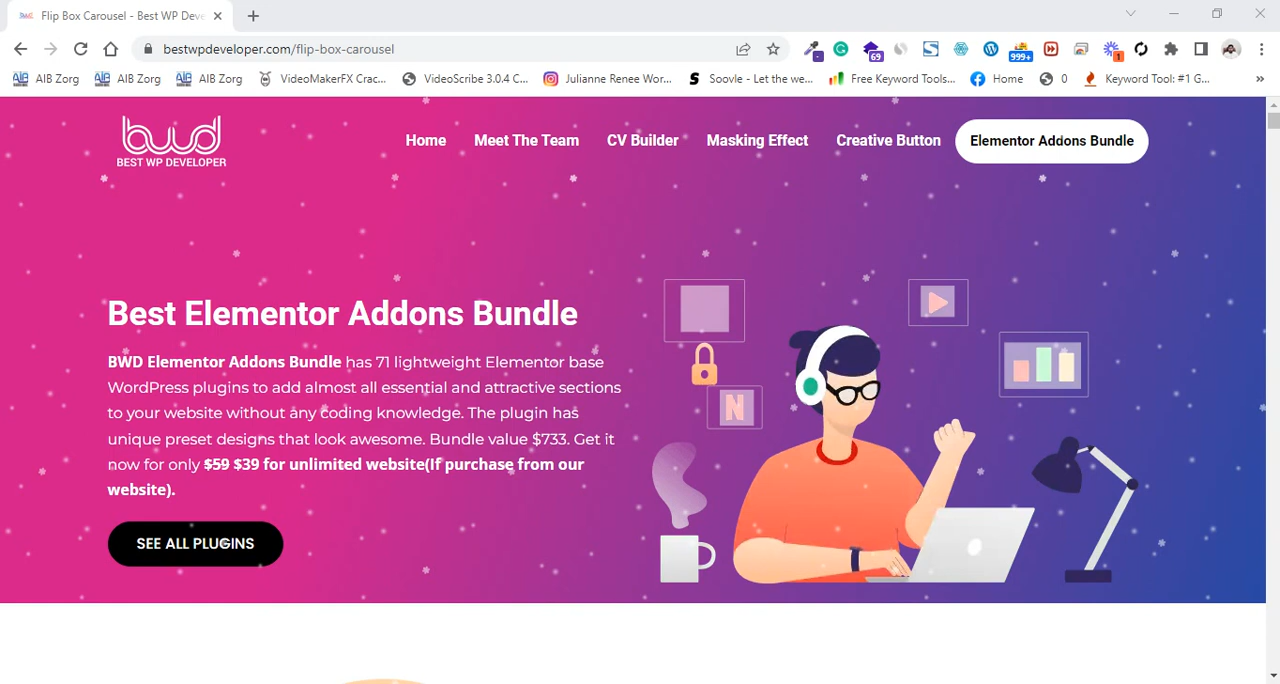 Flip Box Carousel - Best WP Deve
bestwpdeveloper.com/flip-box-carousel
69
999+
1
AIB Zorg
AIB Zorg
AIB Zorg
VideoMakerFX Crac...
VideoScribe 3.0.4 C...
Julianne Renee Wor...
Soovle - Let the we...
Free Keyword Tools...
Home
0
Keyword Tool: #1 G...
»
bwd
BEST WP DEVELOPER
Home
Meet The Team
CV Builder
Masking Effect
Creative Button
Elementor Addons Bundle
Best Elementor Addons Bundle
BWD Elementor Addons Bundle has 71 lightweight Elementor base
WordPress plugins to add almost all essential and attractive sections
to your website without any coding knowledge. The plugin has
unique preset designs that look awesome. Bundle value $733. Get it
now for only $59 $39 for unlimited website(If purchase from our
website).
N
SEE ALL PLUGINS